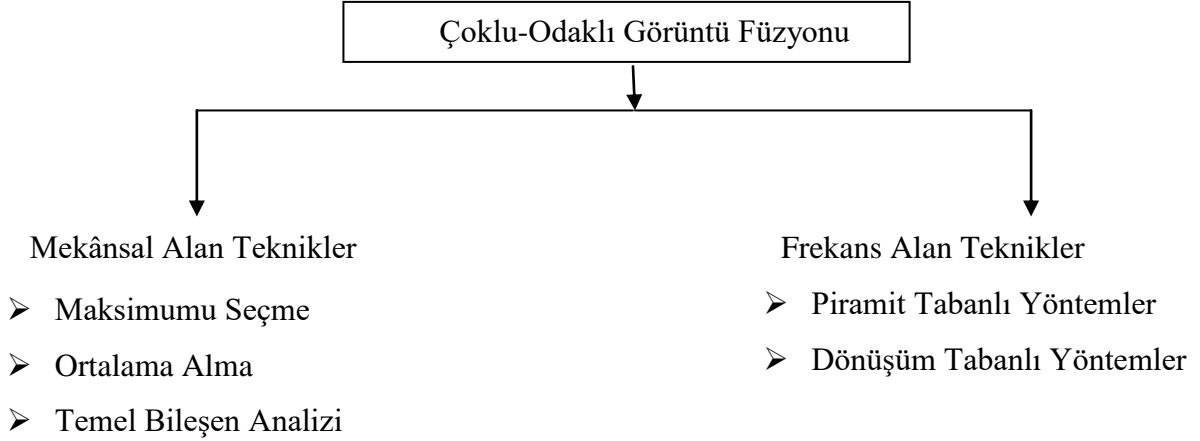 Çoklu-Odaklı Görüntü Füzyonu
Mekânsal Alan Teknikler
➢ Maksimumu Seçme
➢ Ortalama Alma
➢ Temel Bileşen Analizi
Frekans Alan Teknikler
➢ Piramit Tabanlı Yöntemler
➢ Dönüşüm Tabanlı Yöntemler